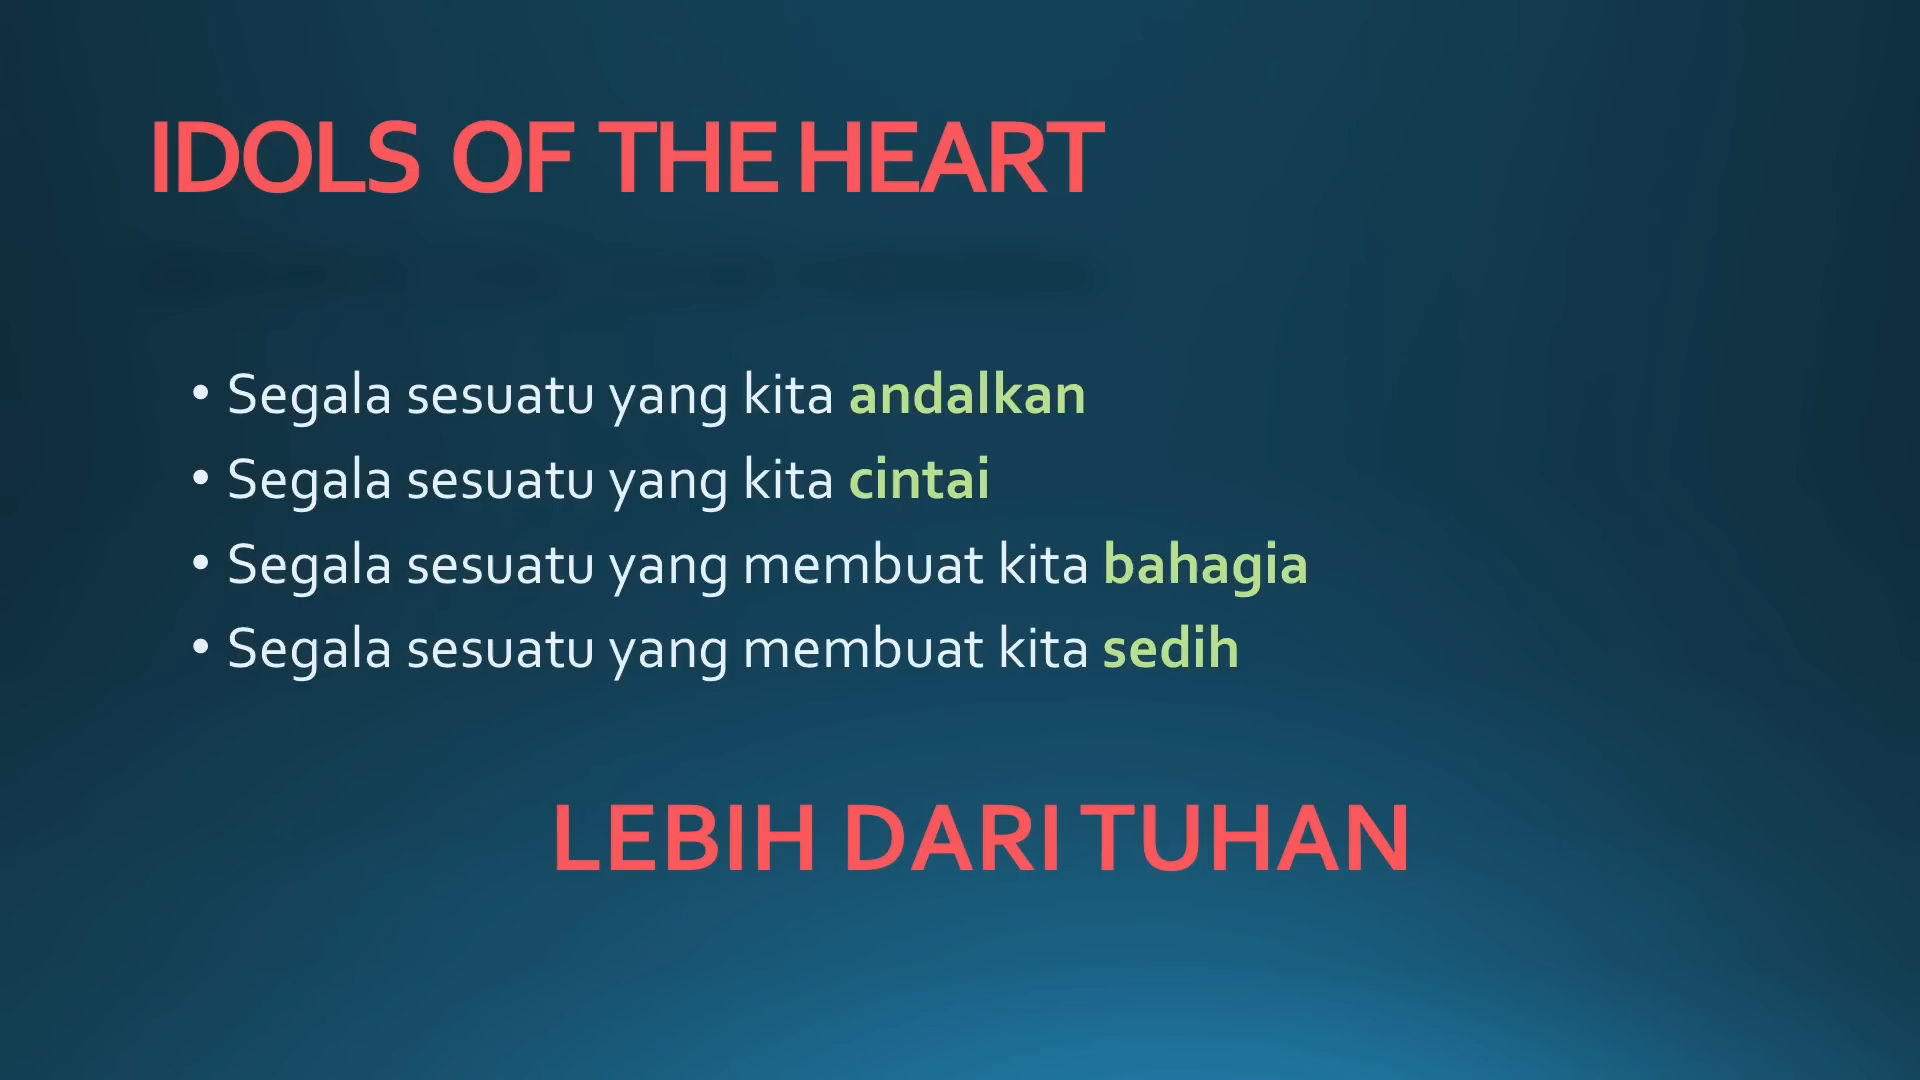 IDOLS OF THE HEART
• Segala sesuatu yang kita andalkan
• Segala sesuatu yang kita cintai
• Segala sesuatu yang membuat kita bahagia
• Segala sesuatu yang membuat kita sedih
LEBIH DARI TUHAN